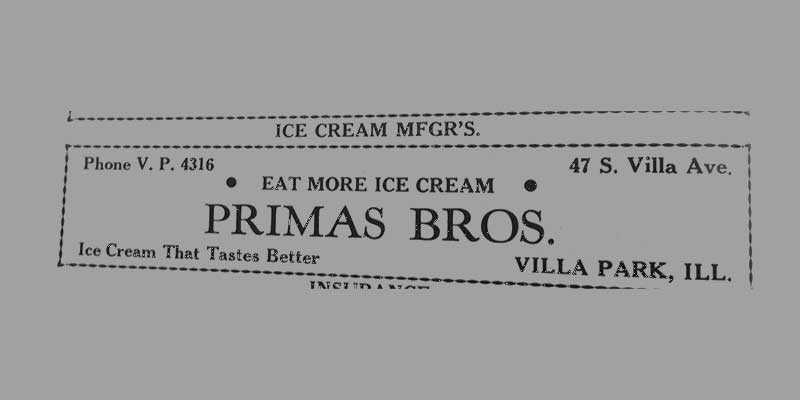 ICE CREAM MFGR'S.
Phone V. P. 4316
47 S. Villa Ave.
• EAT MORE ICE CREAM •
PRIMAS BROS.
Ice Cream That Tastes Better
VILLA PARK, ILL.
INSURANCE